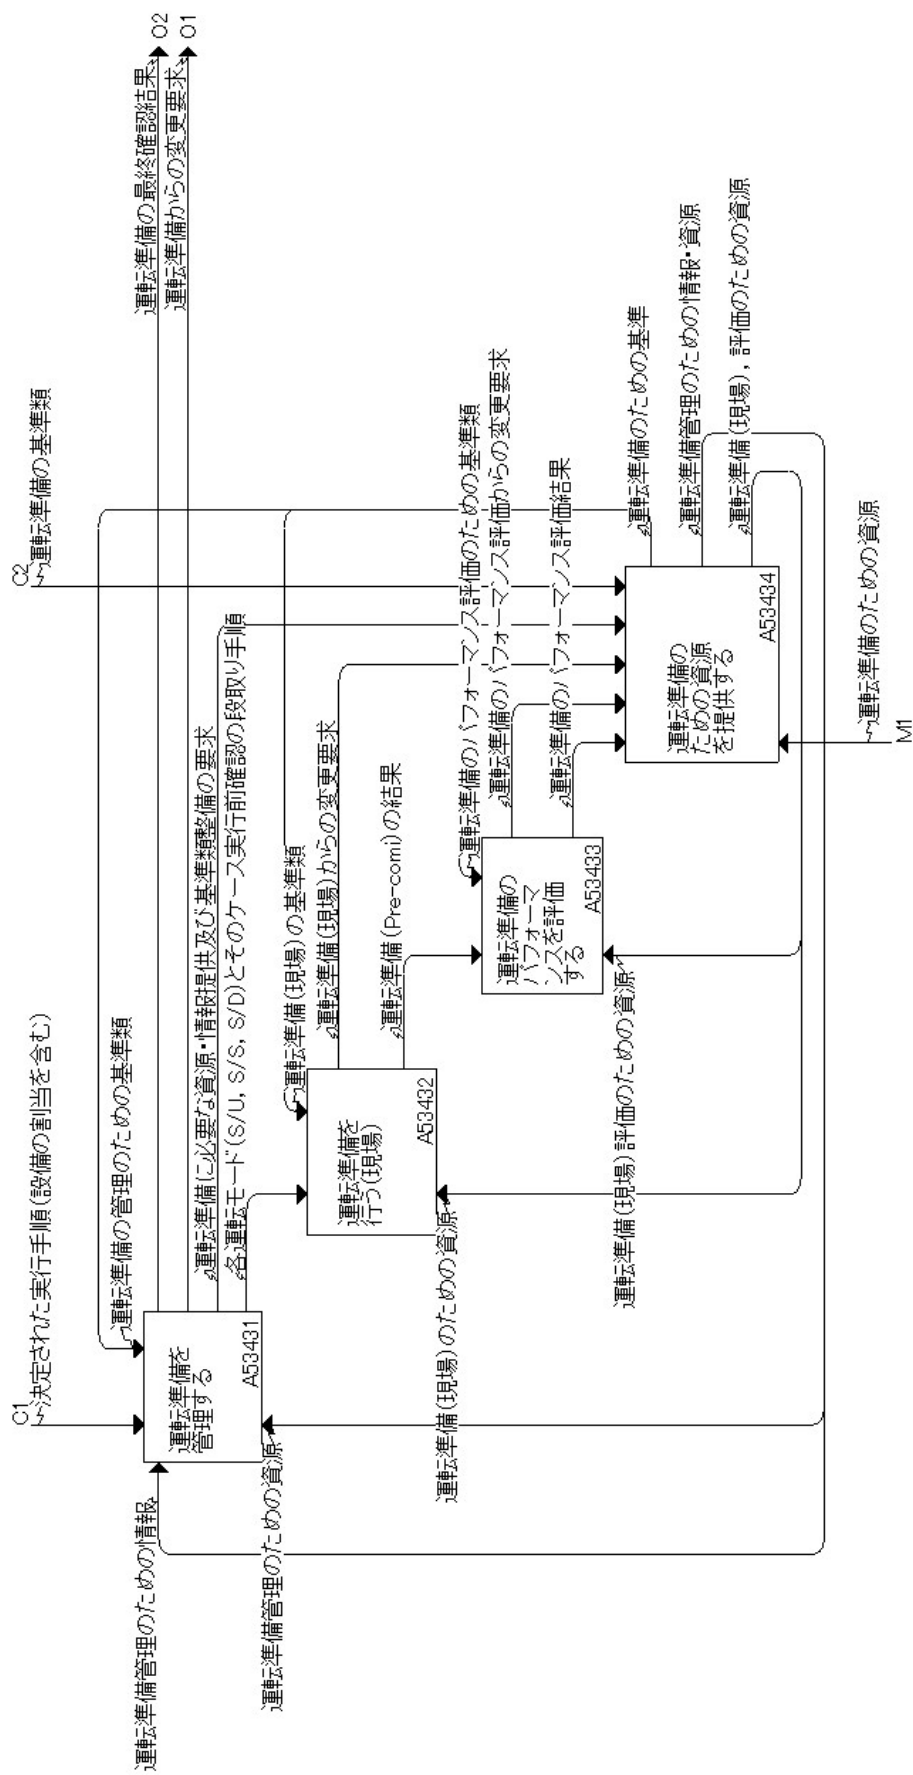 C1
決定された実行手順(設備の割当を含む)
C2
運転準備の基準類
運転準備の最終確認結果
O2
運転準備からの変更要求
O1
運転準備の管理のための基準類
運転準備管理のための情報
運転準備を
管理する
A53431
運転準備に必要な資源・情報提供及び基準類整備の要求
各運転モード(S/U, S/S, S/D)とそのケース実行前確認の段取り手順
運転準備管理のための資源
運転準備(現場)の基準類
運転準備を
行う(現場)
A53432
運転準備(現場)からの変更要求
運転準備(Pre-comi)の結果
運転準備(現場)のための資源
運転準備のパフォーマンス評価のための基準類
運転準備の
パフォーマ
ンスを評価
する
A53433
運転準備のパフォーマンス評価からの変更要求
運転準備のパフォーマンス評価結果
運転準備(現場)評価のための資源
運転準備の
ための資源
を提供する
A53434
運転準備のための基準
運転準備管理のための情報・資源
運転準備(現場), 評価のための資源
運転準備のための資源
M1